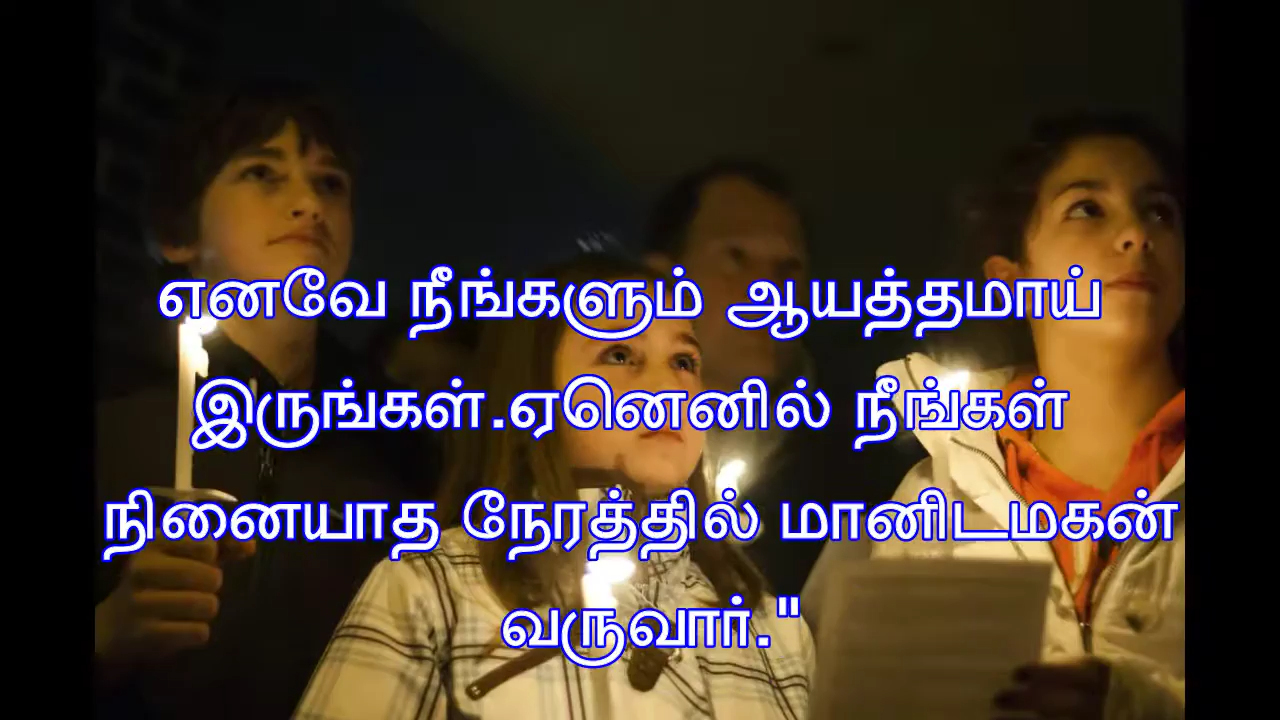 எனவே நீங்களும் ஆயத்தமாய்
இருங்கள்.ஏனெனில் நீங்கள்
நினையாத நேரத்தில் மானிடமகன்
வருவார்."